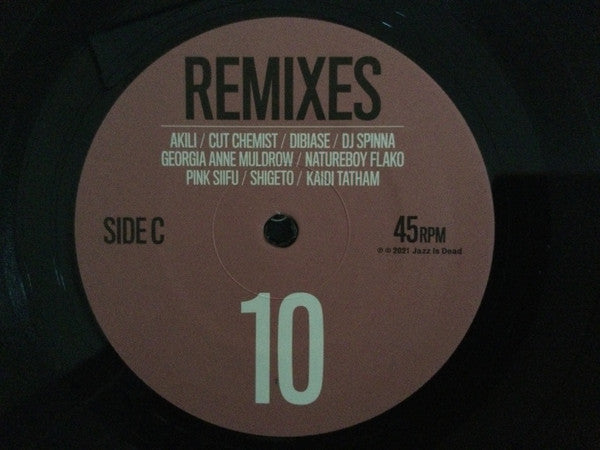 REMIXES
AKILI / CUT CHEMIST / DIBIASE / DJ SPINNA
GEORGIA ANNE MULDROW / NATUREBOY FLAKO
PINK SIIFU / SHIGETO / KAIDI TATHAM
SIDE C
45RPM
℗ © 2021 Jazz Is Dead
10